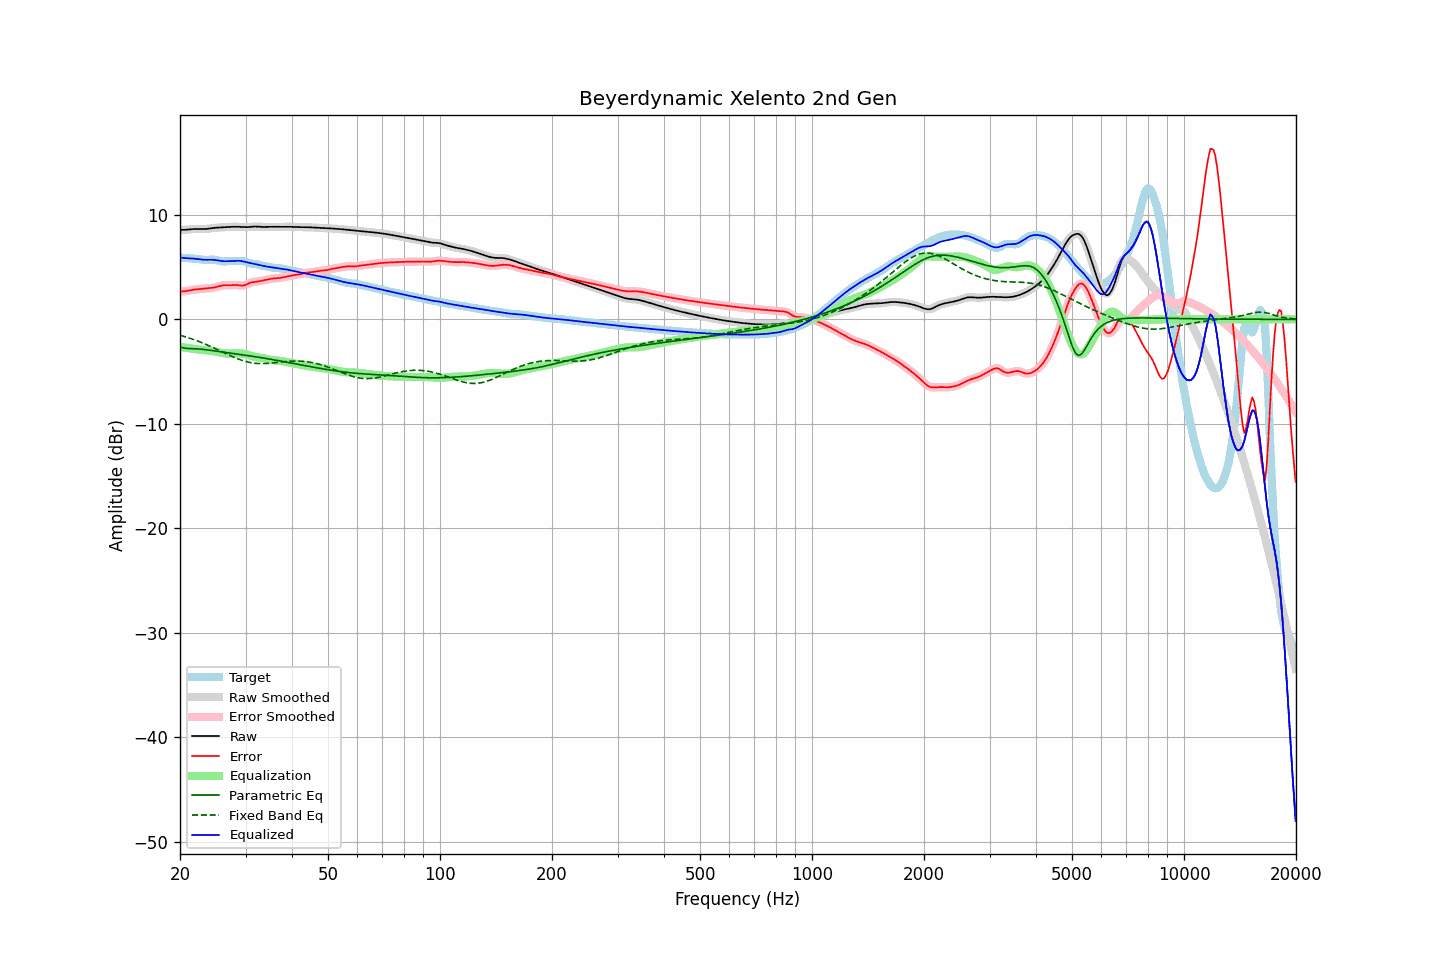 Beyerdynamic Xelento 2nd Gen
Amplitude (dBr)
10
0
−10
−20
−30
−40
−50
Target
Raw Smoothed
Error Smoothed
Raw
Error
Equalization
Parametric Eq
Fixed Band Eq
Equalized
20 50 100 200 500 1000 2000 5000 10000 20000
Frequency (Hz)